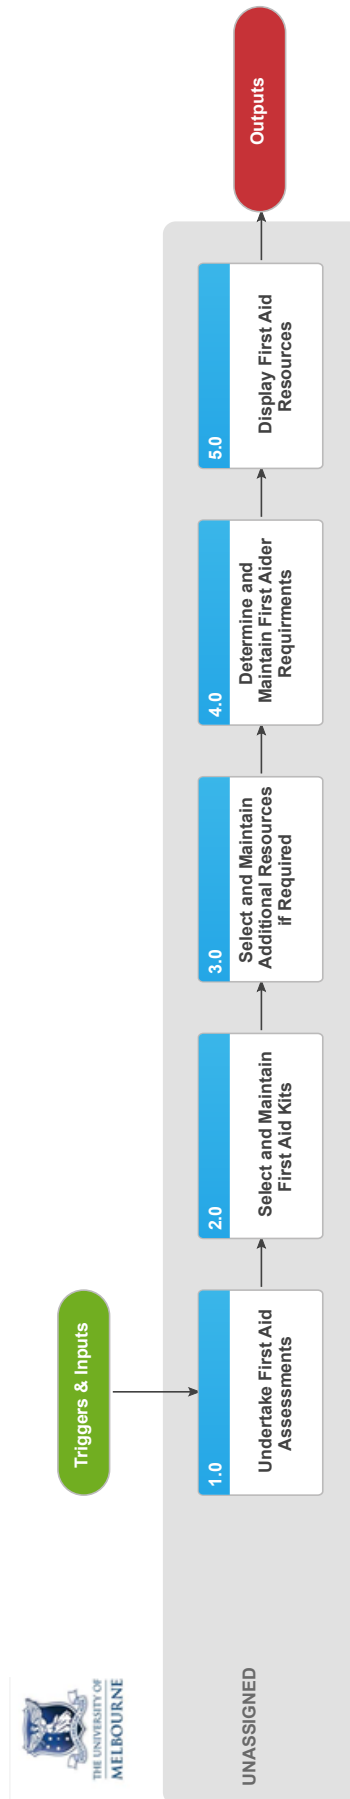 THE UNIVERSITY OF
MELBOURNE
Triggers & Inputs
UNASSIGNED
1.0
Undertake First Aid
Assessments
2.0
Select and Maintain
First Aid Kits
3.0
Select and Maintain
Additional Resources
if Required
4.0
Determine and
Maintain First Aider
Requirments
5.0
Display First Aid
Resources
Outputs